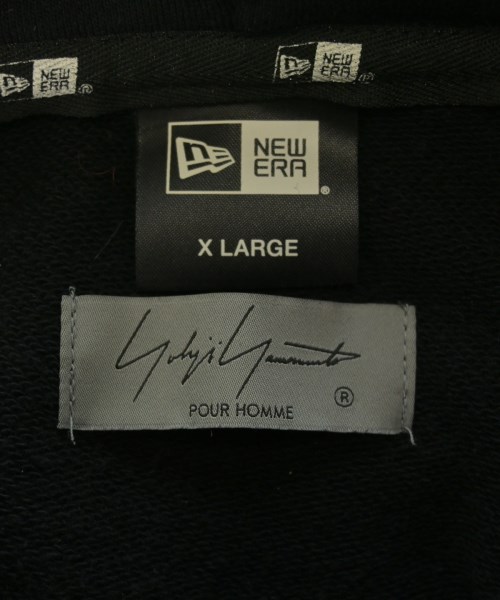 NEW
ERA®
NEW
ERA
NEW
ERA®
X LARGE
Yohji Yamamoto
POUR HOMME ®